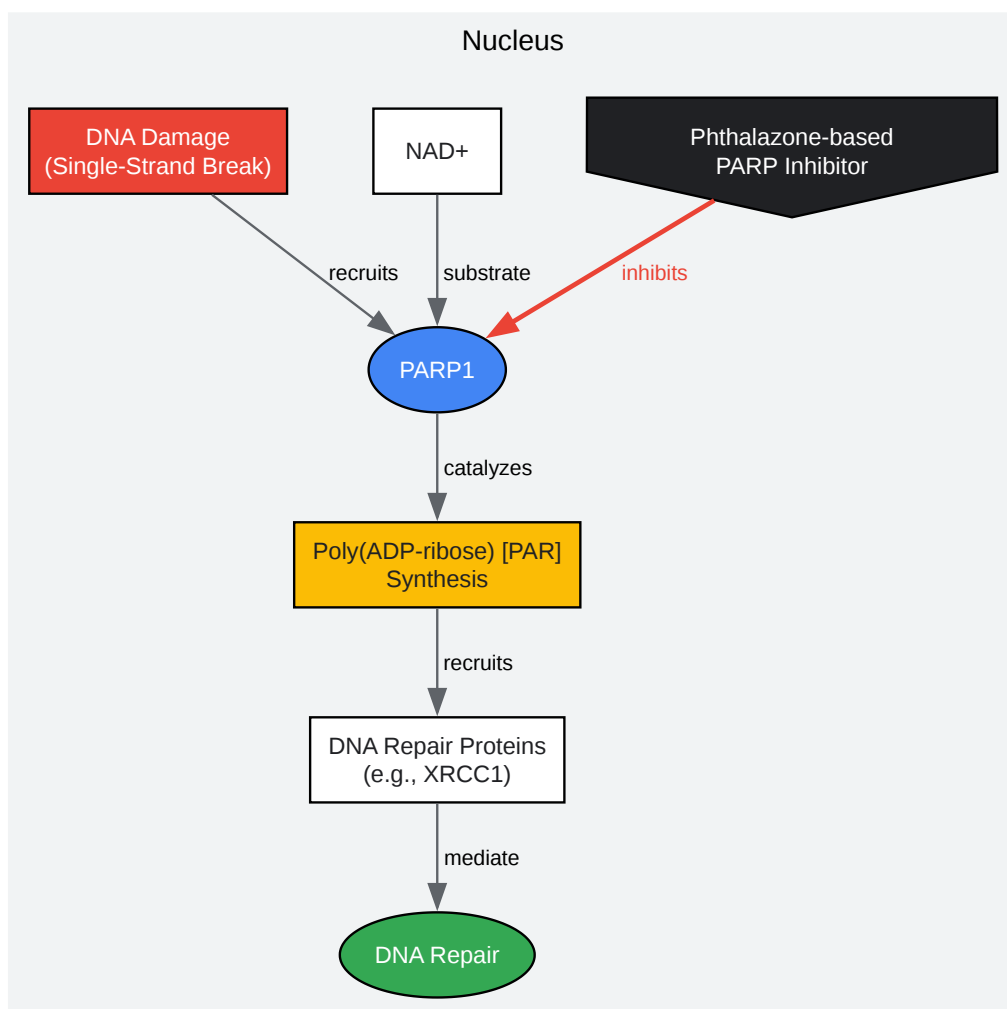 Nucleus
DNA Damage
(Single-Strand Break)
NAD+
Phthalazone-based
PARP Inhibitor
recruits
substrate
inhibits
PARP1
catalyzes
Poly(ADP-ribose) [PAR]
Synthesis
recruits
DNA Repair Proteins
(e.g., XRCC1)
mediate
DNA Repair